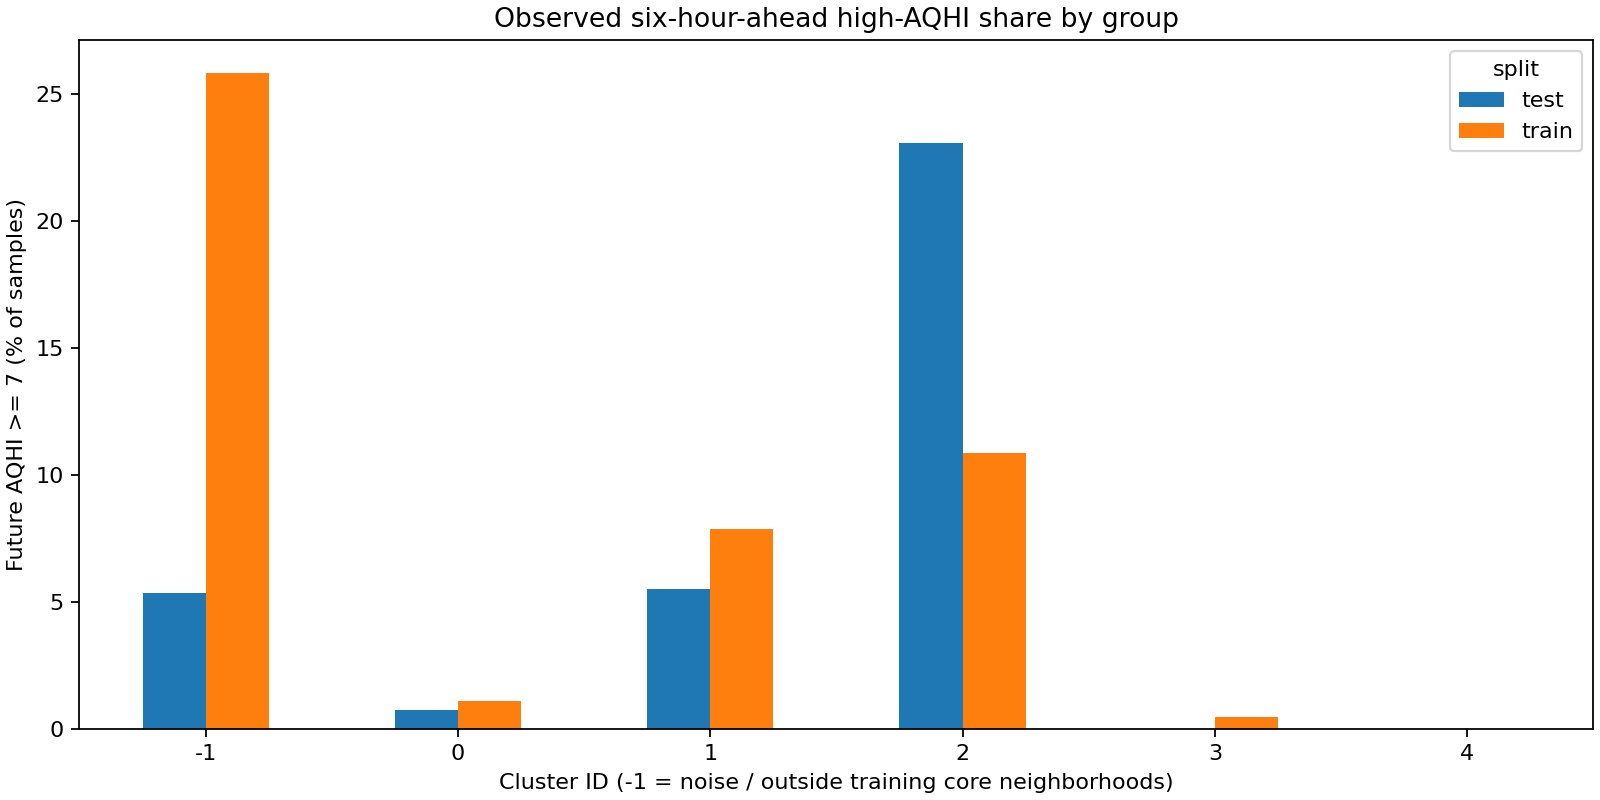 Observed six-hour-ahead high-AQHI share by group
split
test
train
Future AQHI >= 7 (% of samples)
25
20
15
10
5
0
-1 0 1 2 3 4
Cluster ID (-1 = noise / outside training core neighborhoods)